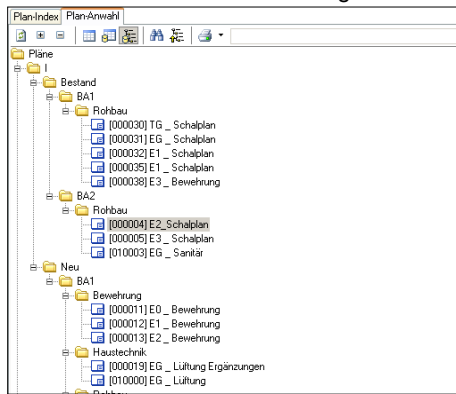 Plan-Index Plan-Anwahl
Pläne
I
Bestand
BA1
Rohbau
[000030] TG _ Schalplan
[000031] EG _ Schalplan
[000032] E1 _ Schalplan
[000035] E1 _ Schalplan
[000038] E3 _ Bewehrung
BA2
Rohbau
[000004] E2_Schalplan
[000005] E3 _ Schalplan
[010003] EG _ Sanitär
Neu
BA1
Bewehrung
[000011] E0 _ Bewehrung
[000012] E1 _ Bewehrung
[000013] E2 _ Bewehrung
Haustechnik
[000019] EG _ Lüftung Ergänzungen
[010000] EG _ Lüftung